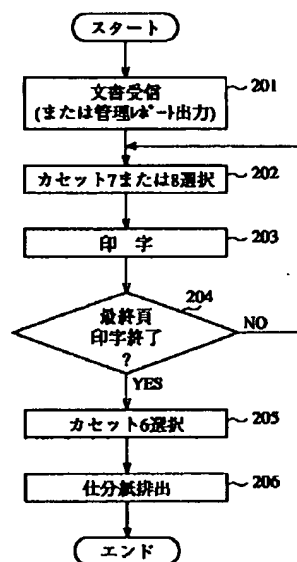 スタート
文書受信
(または管理レポート出力)
201
カセット7または8選択
202
印 字
203
204
最終頁
印字終了
?
NO
YES
カセット6選択
205
仕分紙排出
206
エンド